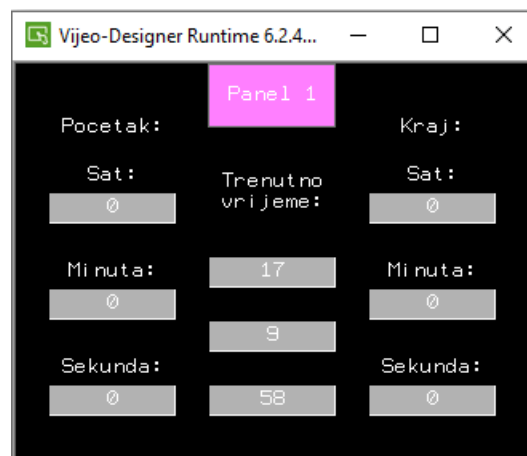 Vijeo-Designer Runtime 6.2.4...
Panel 1
Pocetak:
Kraj:
Sat:
Trenutno
vrijeme:
Sat:
0
0
Minuta:
17
Minuta:
0
0
9
Sekunda:
Sekunda:
0
58
0